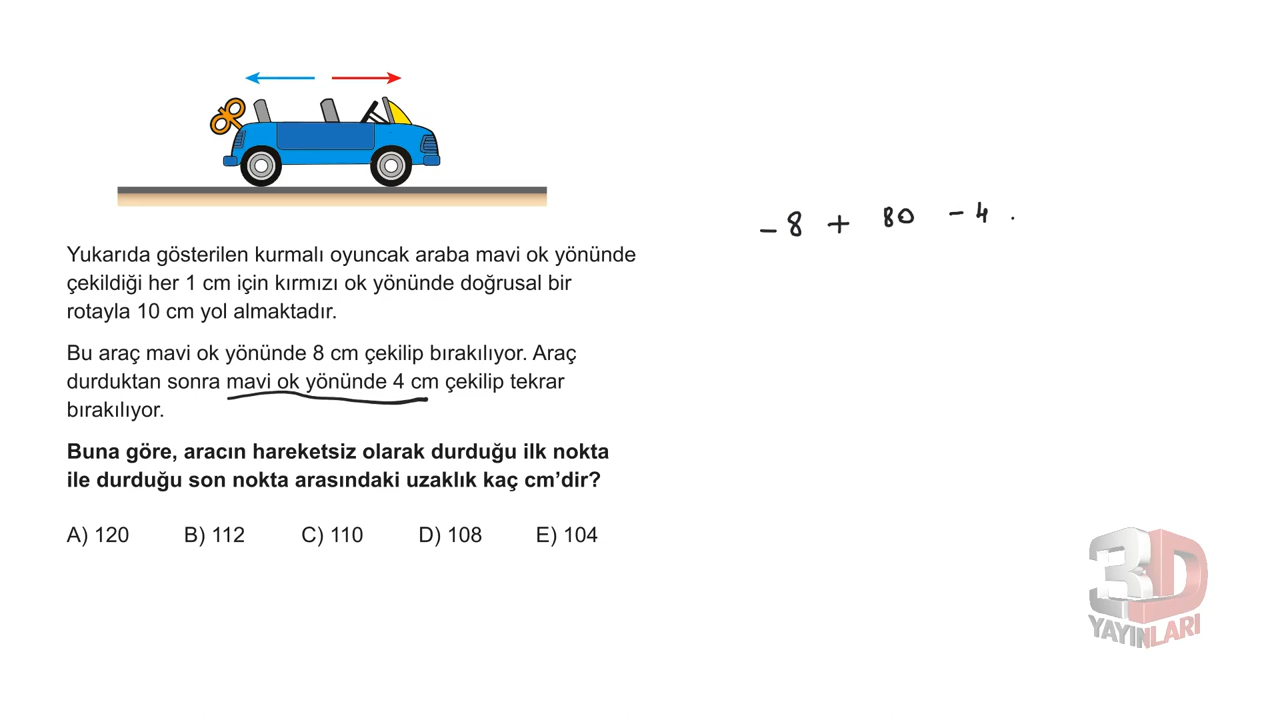 - 8 + 80 - 4 .
Yukarıda gösterilen kurmalı oyuncak araba mavi ok yönünde
çekildiği her 1 cm için kırmızı ok yönünde doğrusal bir
rotayla 10 cm yol almaktadır.
Bu araç mavi ok yönünde 8 cm çekilip bırakılıyor. Araç
durduktan sonra mavi ok yönünde 4 cm çekilip tekrar
bırakılıyor.
Buna göre, aracın hareketsiz olarak durduğu ilk nokta
ile durduğu son nokta arasındaki uzaklık kaç cm'dir?
A) 120 B) 112 C) 110 D) 108 E) 104
3D
YAYINLARI